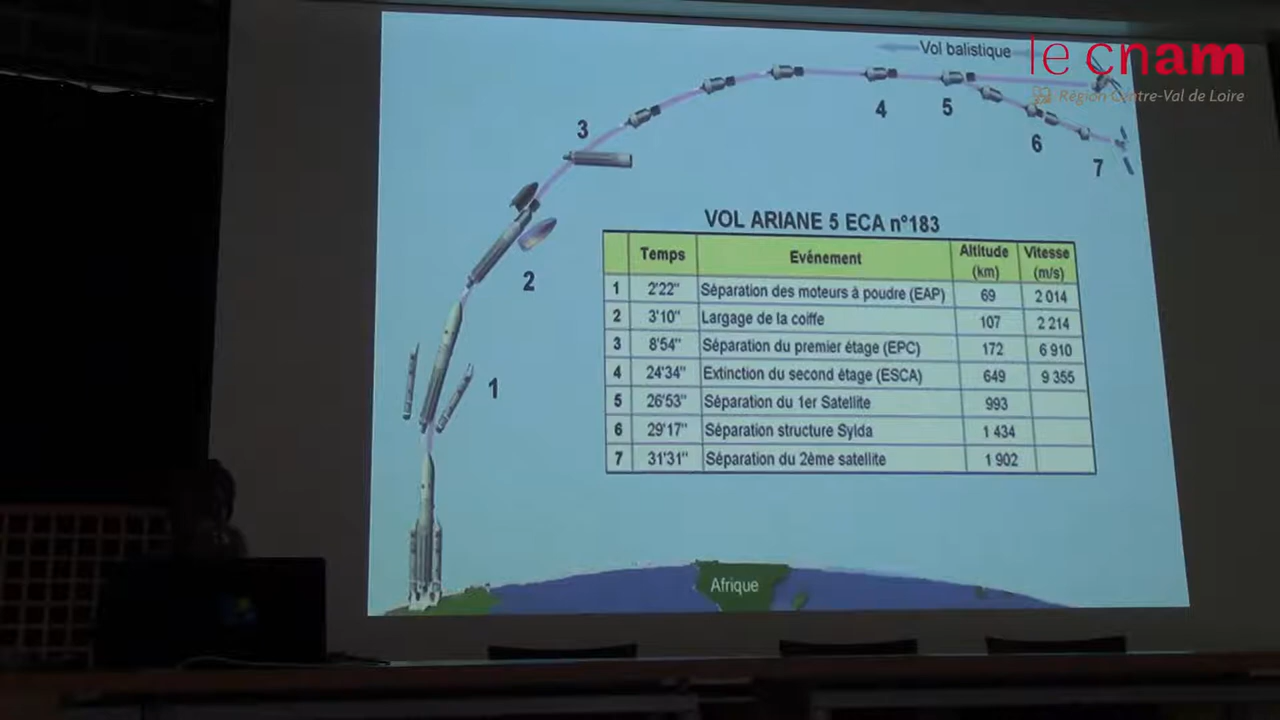 Vol balistique
le cnam
Région Centre-Val de Loire
3
4
5
6
7
2
1
VOL ARIANE 5 ECA n°183
Temps Evénement Altitude (km) Vitesse (m/s)
1 2'22" Séparation des moteurs à poudre (EAP) 69 2 014
2 3'10" Largage de la coiffe 107 2 214
3 8'54" Séparation du premier étage (EPC) 172 6 910
4 24'34" Extinction du second étage (ESCA) 649 9 355
5 26'53" Séparation du 1er Satellite 993
6 29'17" Séparation structure Sylda 1 434
7 31'31" Séparation du 2ème satellite 1 902
Afrique